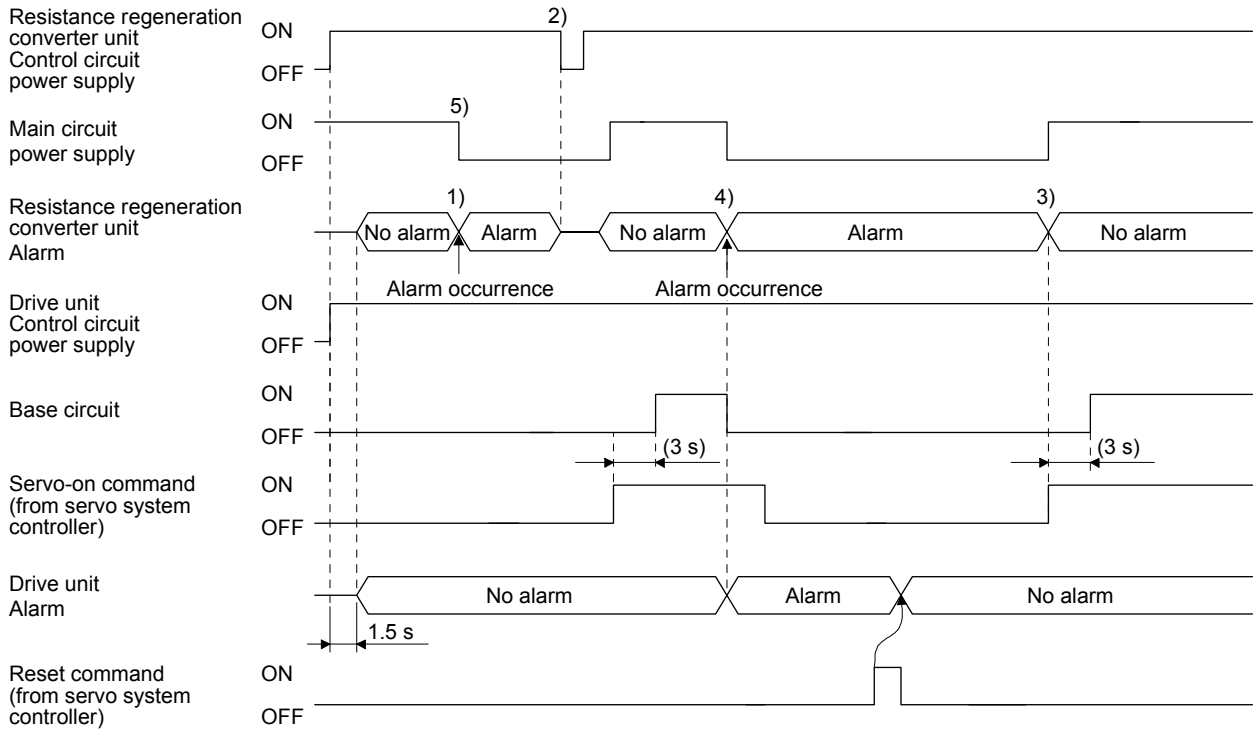 Resistance regeneration
converter unit
Control circuit
power supply
ON
OFF
2)
Main circuit
power supply
ON
OFF
5)
Resistance regeneration
converter unit
Alarm
1)
4)
3)
No alarm
Alarm
No alarm
Alarm
No alarm
Alarm occurrence
Alarm occurrence
Drive unit
Control circuit
power supply
ON
OFF
Base circuit
ON
OFF
(3 s)
(3 s)
Servo-on command
(from servo system
controller)
ON
OFF
Drive unit
Alarm
No alarm
Alarm
No alarm
1.5 s
Reset command
(from servo system
controller)
ON
OFF